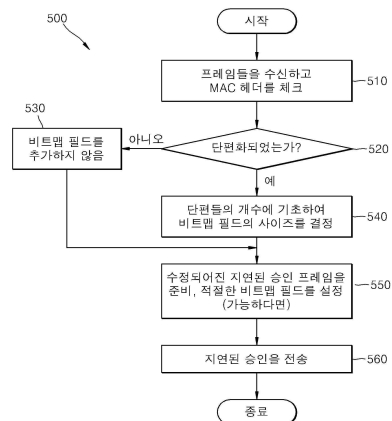 500
시작
프레임들을 수신하고
MAC 헤더를 체크
510
530
비트맵 필드를
추가하지 않음
아니오
단편화되었는가?
520
예
단편들의 개수에 기초하여
비트맵 필드의 사이즈를 결정
540
수정되어진 지연된 승인 프레임을
준비, 적절한 비트맵 필드를 설정
(가능하다면)
550
지연된 승인을 전송
560
종료